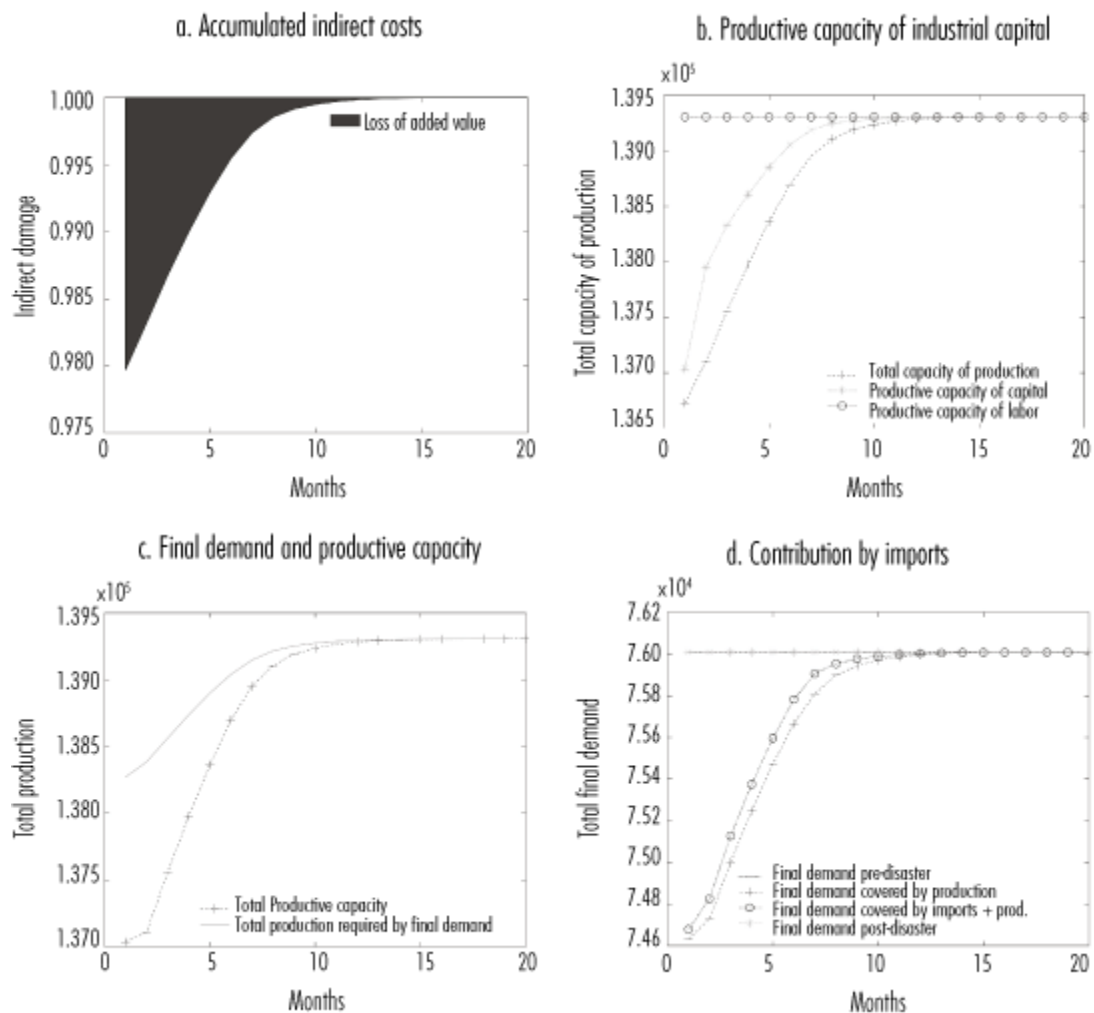 a. Accumulated indirect costs
1.000
0.995
0.990
0.985
0.980
0.975
Indirect damage
Loss of added value
0 5 10 15 20
Months
b. Productive capacity of industrial capital
x10⁵
1.395
1.390
1.385
1.380
1.375
1.370
1.365
Total capacity of production
Total capacity of production
Productive capacity of capital
Productive capacity of labor
0 5 10 15 20
Months
c. Final demand and productive capacity
x10⁵
1.395
1.390
1.385
1.380
1.375
1.370
Total production
Total Productive capacity
Total production required by final demand
0 5 10 15 20
Months
d. Contribution by imports
x10⁴
7.62
7.60
7.58
7.56
7.54
7.52
7.50
7.48
7.46
Total final demand
Final demand pre-disaster
Final demand covered by production
Final demand covered by imports + prod.
Final demand post-disaster
0 5 10 15 20
Months